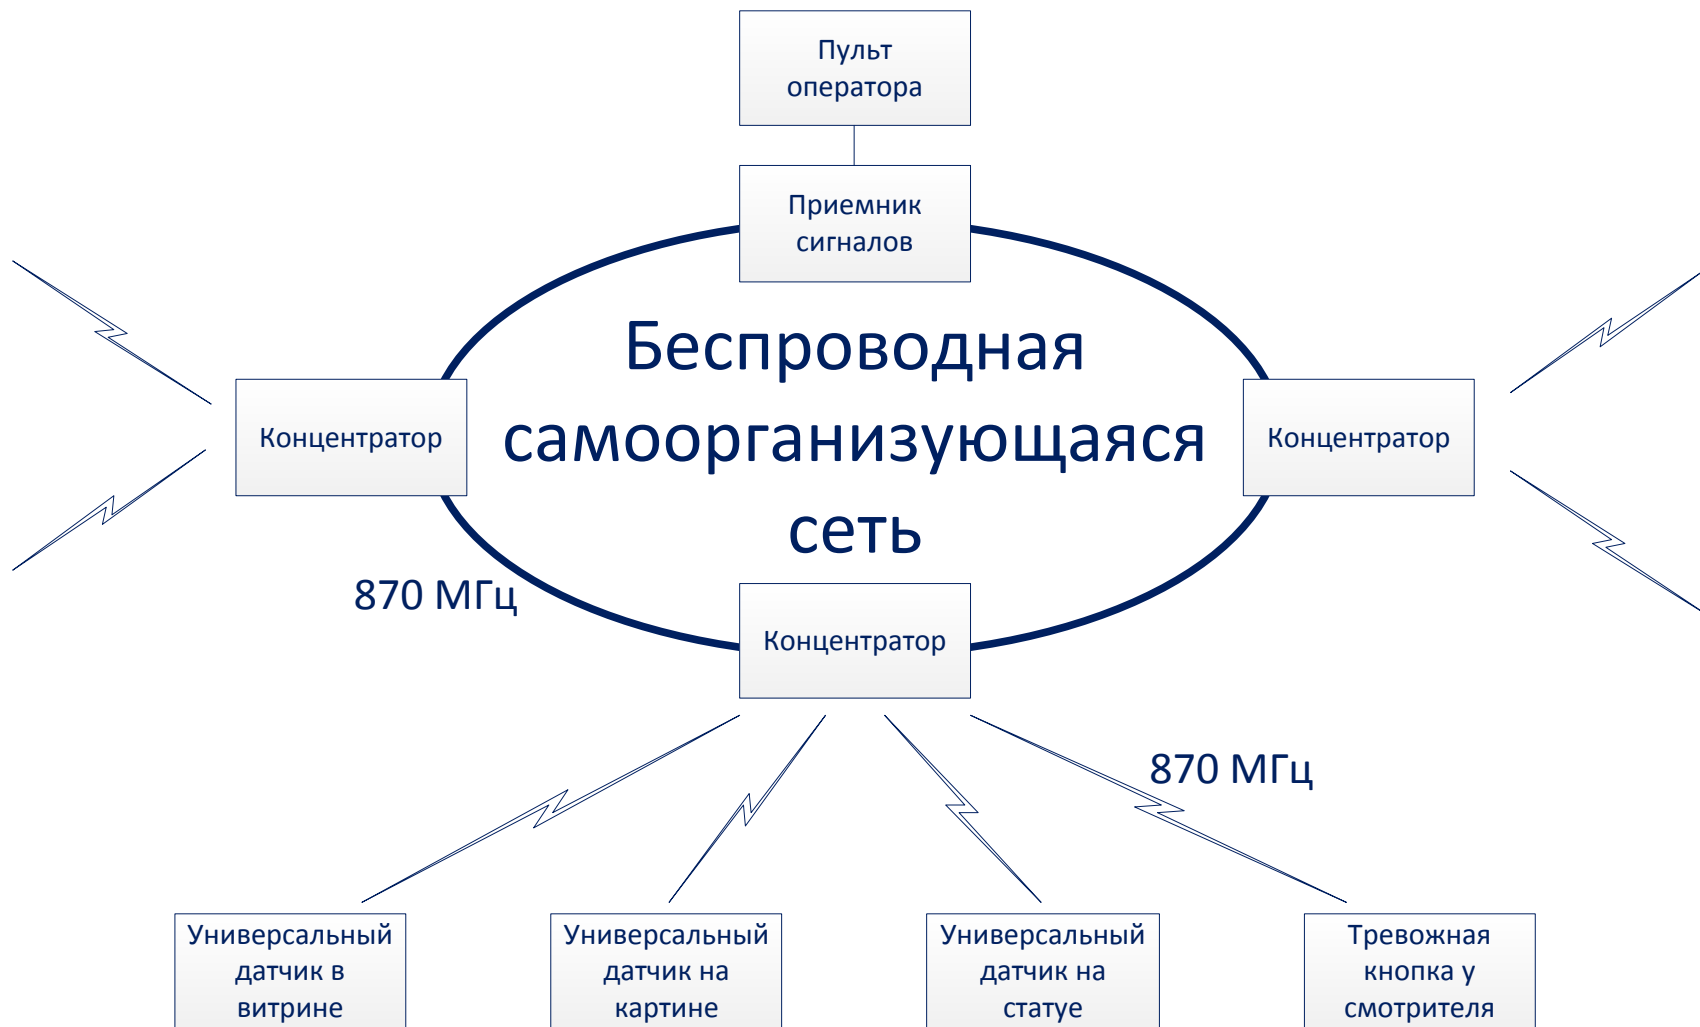 Пульт
оператора
Приемник
сигналов
Беспроводная
самоорганизующаяся
сеть
Концентратор
Концентратор
870 МГц
Концентратор
870 МГц
Универсальный
датчик в
витрине
Универсальный
датчик на
картине
Универсальный
датчик на
статуе
Тревожная
кнопка у
смотрителя